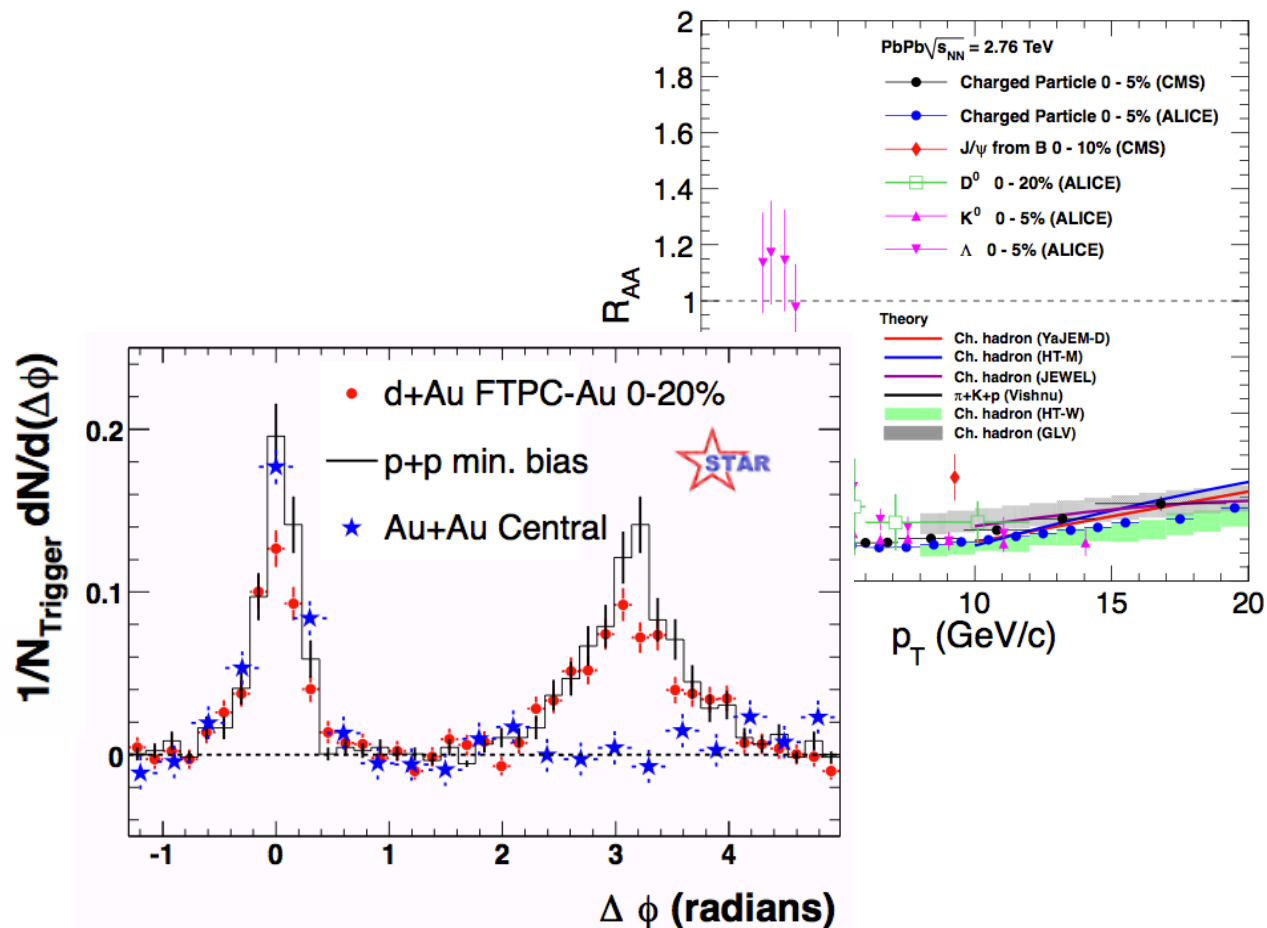 2
1.8
1.6
1.4
1.2
1
R_AA
PbPb √s_NN = 2.76 TeV
Charged Particle 0 - 5% (CMS)
Charged Particle 0 - 5% (ALICE)
J/ψ from B 0 - 10% (CMS)
D⁰ 0 - 20% (ALICE)
K⁰ 0 - 5% (ALICE)
Λ 0 - 5% (ALICE)
Theory
Ch. hadron (YaJEM-D)
Ch. hadron (HT-M)
Ch. hadron (JEWEL)
π+K+p (Vishnu)
Ch. hadron (HT-W)
Ch. hadron (GLV)
10 15 20
p_T (GeV/c)
1/N_Trigger dN/d(Δϕ)
0.2
0.1
0
d+Au FTPC-Au 0-20%
p+p min. bias
Au+Au Central
STAR
-1 0 1 2 3 4
Δ ϕ (radians)